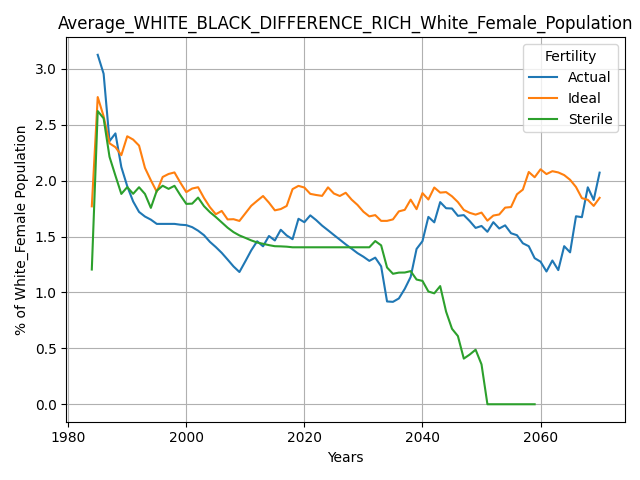 Average_WHITE_BLACK_DIFFERENCE_RICH_White_Female_Population
Fertility
Actual
Ideal
Sterile
% of White_Female Population
3.0
2.5
2.0
1.5
1.0
0.5
0.0
1980 2000 2020 2040 2060
Years